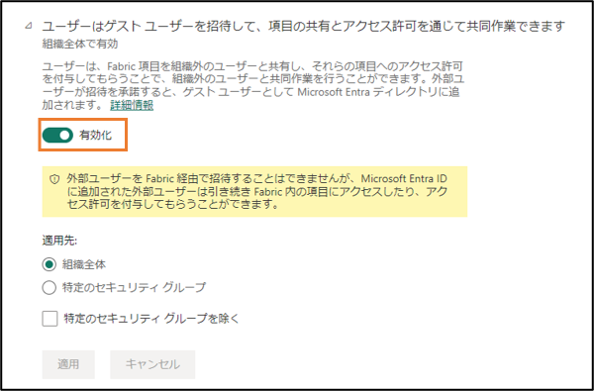 ユーザーはゲスト ユーザーを招待して、項目の共有とアクセス許可を通じて共同作業できます
組織全体で有効
ユーザーは、Fabric 項目を組織外のユーザーと共有し、それらの項目へのアクセス許可
を付与してもらうことで、組織外のユーザーと共同作業を行うことができます。外部ユー
ザーが招待を承諾すると、ゲスト ユーザーとして Microsoft Entra ディレクトリに追
加されます。 詳細情報
有効化
外部ユーザーを Fabric 経由で招待することはできませんが、Microsoft Entra ID
に追加された外部ユーザーは引き続き Fabric 内の項目にアクセスしたり、アク
セス許可を付与してもらうことができます。
適用先:
組織全体
特定のセキュリティ グループ
特定のセキュリティ グループを除く
適用
キャンセル